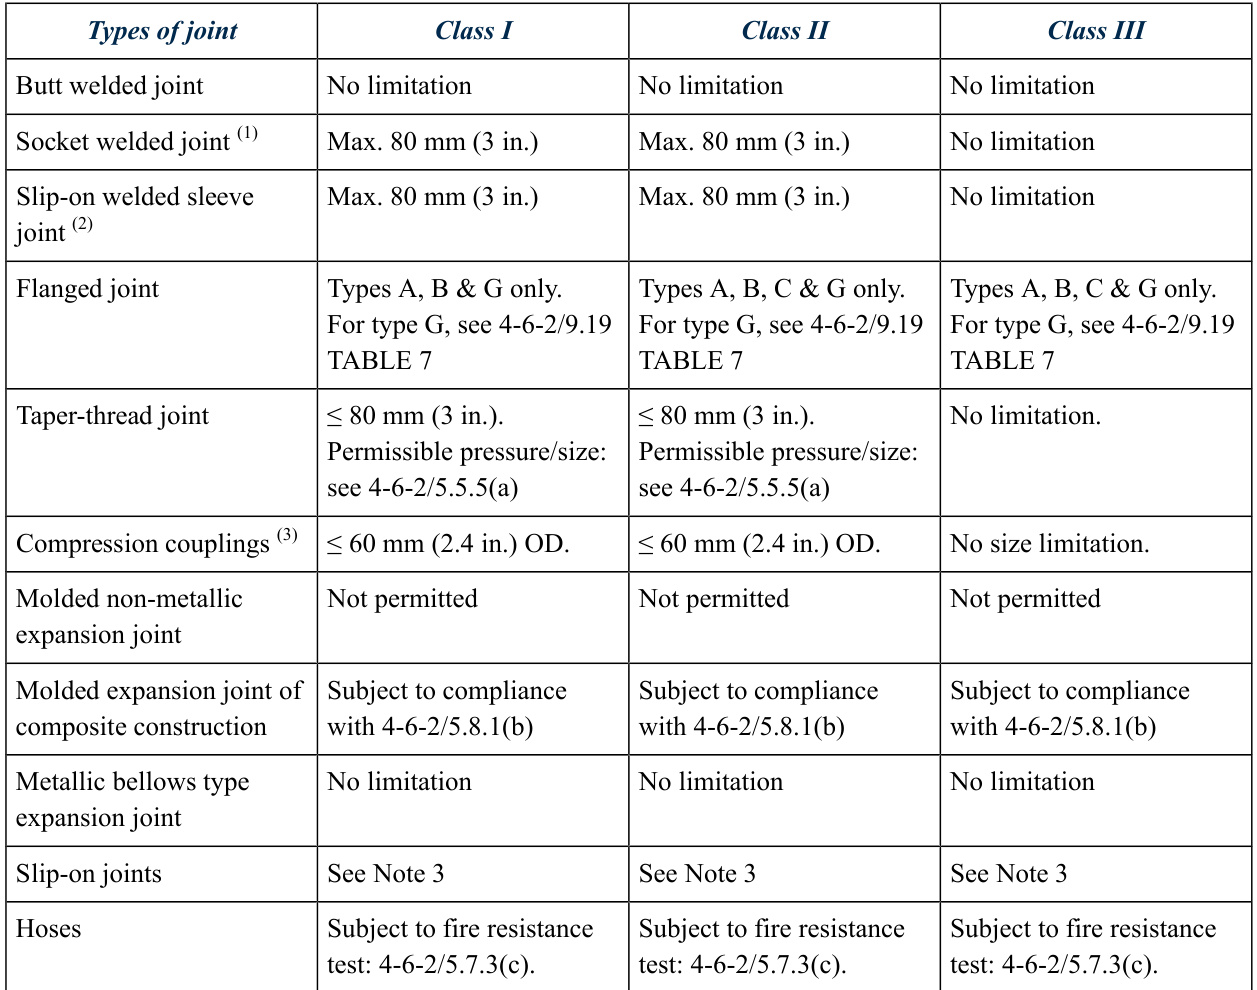 Types of joint Class I Class II Class III
Butt welded joint No limitation No limitation No limitation
Socket welded joint (1) Max. 80 mm (3 in.) Max. 80 mm (3 in.) No limitation
Slip-on welded sleeve Max. 80 mm (3 in.) Max. 80 mm (3 in.) No limitation
joint (2)
Flanged joint Types A, B & G only. Types A, B, C & G only. Types A, B, C & G only.
For type G, see 4-6-2/9.19 For type G, see 4-6-2/9.19 For type G, see 4-6-2/9.19
TABLE 7 TABLE 7 TABLE 7
Taper-thread joint ≤ 80 mm (3 in.). ≤ 80 mm (3 in.). No limitation.
Permissible pressure/size: Permissible pressure/size:
see 4-6-2/5.5.5(a) see 4-6-2/5.5.5(a)
Compression couplings (3) ≤ 60 mm (2.4 in.) OD. ≤ 60 mm (2.4 in.) OD. No size limitation.
Molded non-metallic Not permitted Not permitted Not permitted
expansion joint
Molded expansion joint of Subject to compliance Subject to compliance Subject to compliance
composite construction with 4-6-2/5.8.1(b) with 4-6-2/5.8.1(b) with 4-6-2/5.8.1(b)
Metallic bellows type No limitation No limitation No limitation
expansion joint
Slip-on joints See Note 3 See Note 3 See Note 3
Hoses Subject to fire resistance Subject to fire resistance Subject to fire resistance
test: 4-6-2/5.7.3(c). test: 4-6-2/5.7.3(c). test: 4-6-2/5.7.3(c).